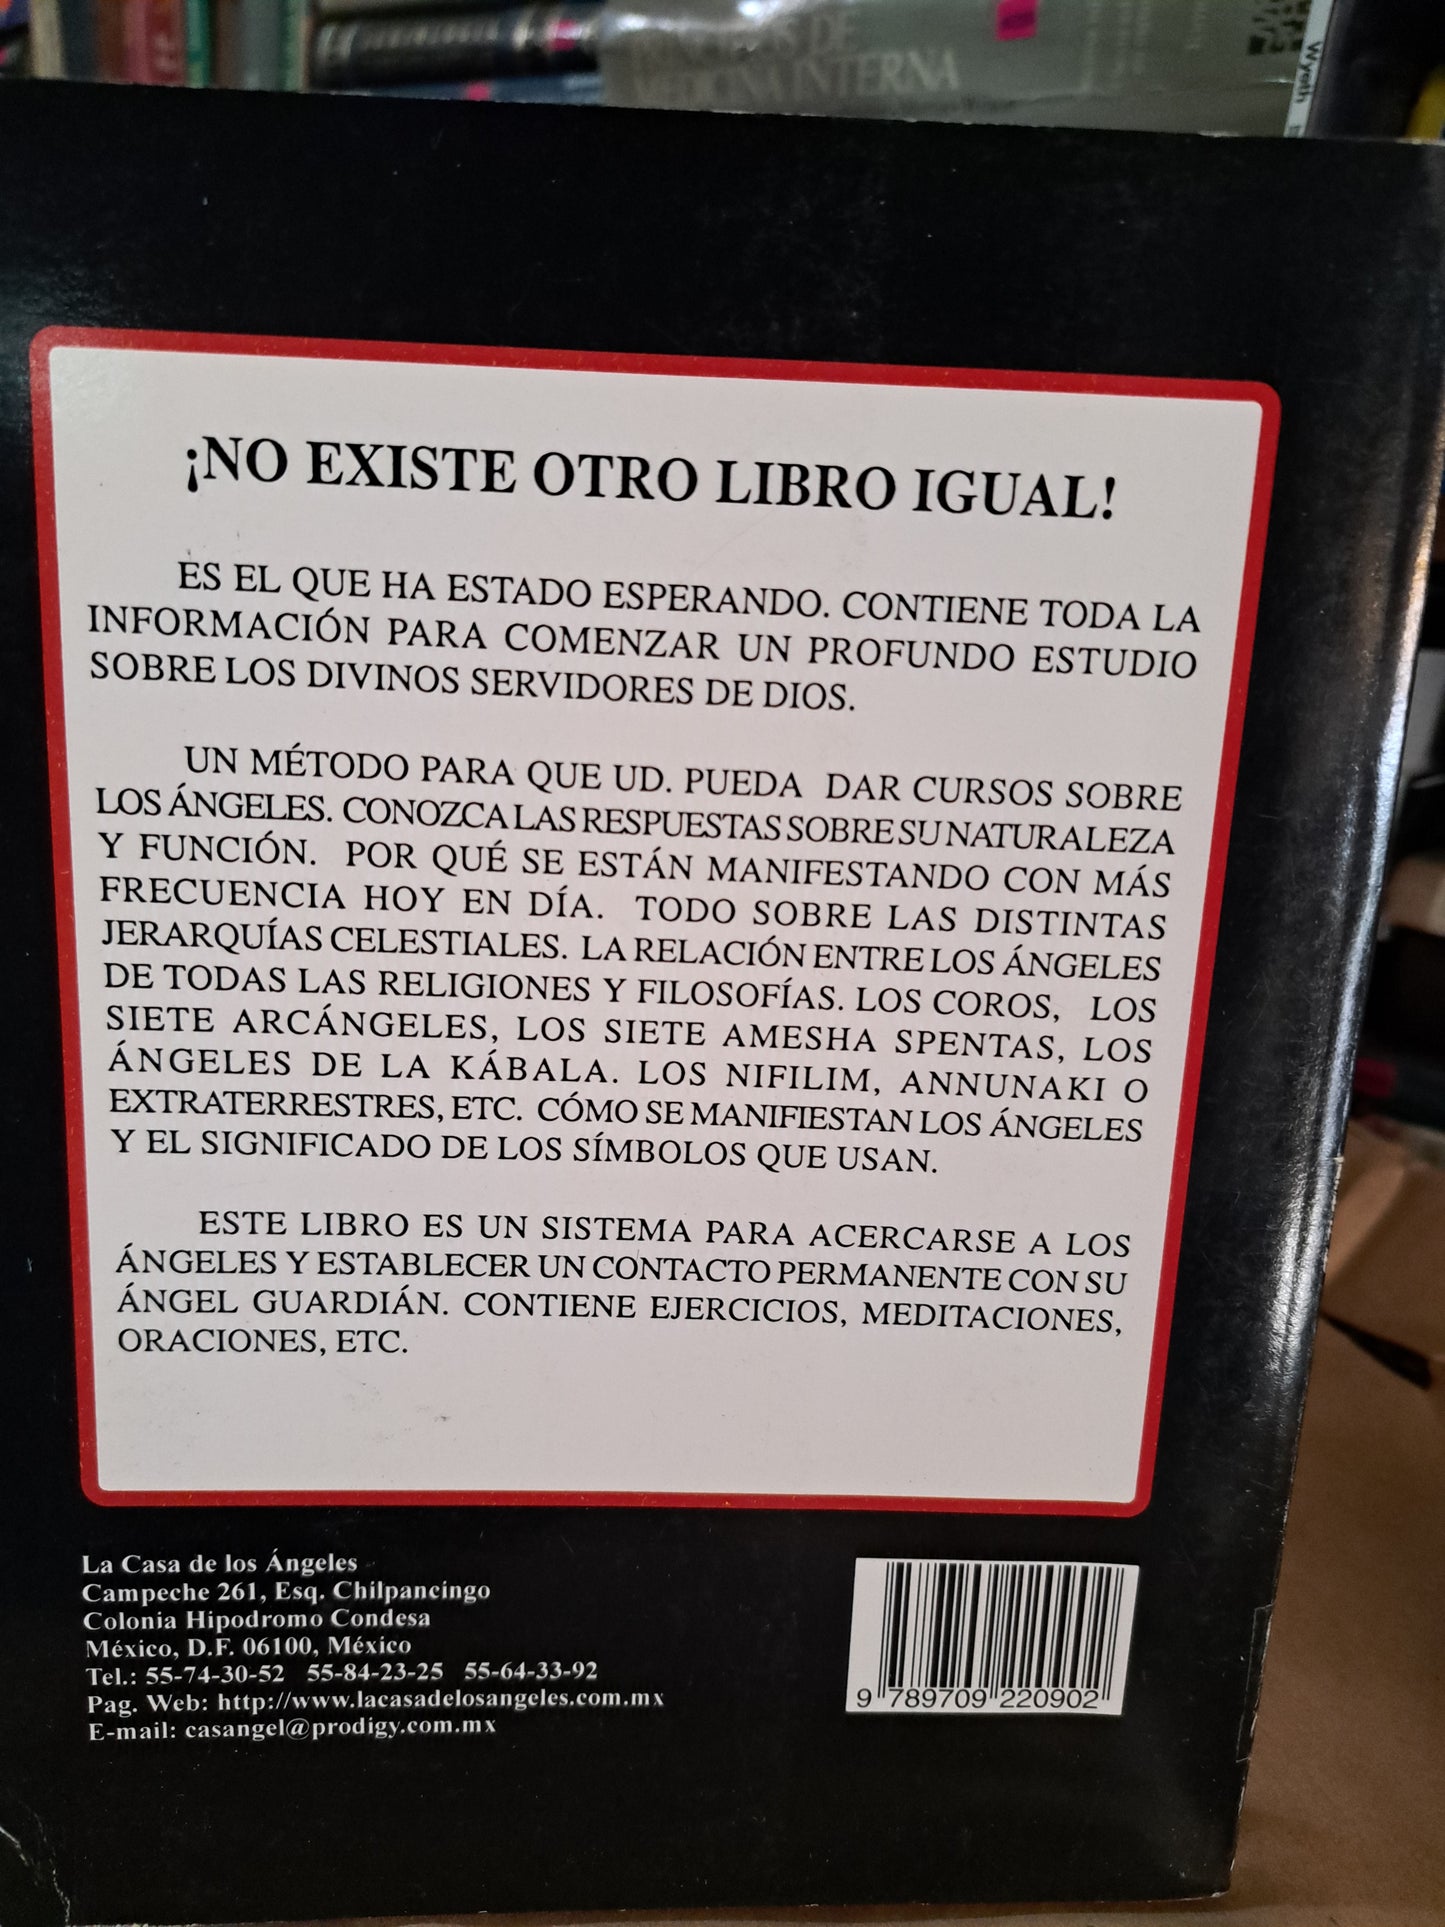 MEDICINA INTERNA
Wyeth
¡NO EXISTE OTRO LIBRO IGUAL!
ES EL QUE HA ESTADO ESPERANDO. CONTIENE TODA LA
INFORMACIÓN PARA COMENZAR UN PROFUNDO ESTUDIO
SOBRE LOS DIVINOS SERVIDORES DE DIOS.
UN MÉTODO PARA QUE UD. PUEDA DAR CURSOS SOBRE
LOS ÁNGELES. CONOZCA LAS RESPUESTAS SOBRE SU NATURALEZA
Y FUNCIÓN. POR QUÉ SE ESTÁN MANIFESTANDO CON MÁS
FRECUENCIA HOY EN DÍA. TODO SOBRE LAS DISTINTAS
JERARQUÍAS CELESTIALES. LA RELACIÓN ENTRE LOS ÁNGELES
DE TODAS LAS RELIGIONES Y FILOSOFÍAS. LOS COROS, LOS
SIETE ARCÁNGELES, LOS SIETE AMESHA SPENTAS, LOS
ÁNGELES DE LA KÁBALA. LOS NIFILIM, ANNUNAKI O
EXTRATERRESTRES, ETC. CÓMO SE MANIFIESTAN LOS ÁNGELES
Y EL SIGNIFICADO DE LOS SÍMBOLOS QUE USAN.
ESTE LIBRO ES UN SISTEMA PARA ACERCARSE A LOS
ÁNGELES Y ESTABLECER UN CONTACTO PERMANENTE CON SU
ÁNGEL GUARDIÁN. CONTIENE EJERCICIOS, MEDITACIONES,
ORACIONES, ETC.
La Casa de los Ángeles
Campeche 261, Esq. Chilpancingo
Colonia Hipodromo Condesa
México, D.F. 06100, México
Tel.: 55-74-30-52 55-84-23-25 55-64-33-92
Pag. Web: http://www.lacasadelosangeles.com.mx
E-mail: casangel@prodigy.com.mx
9 789709 220902